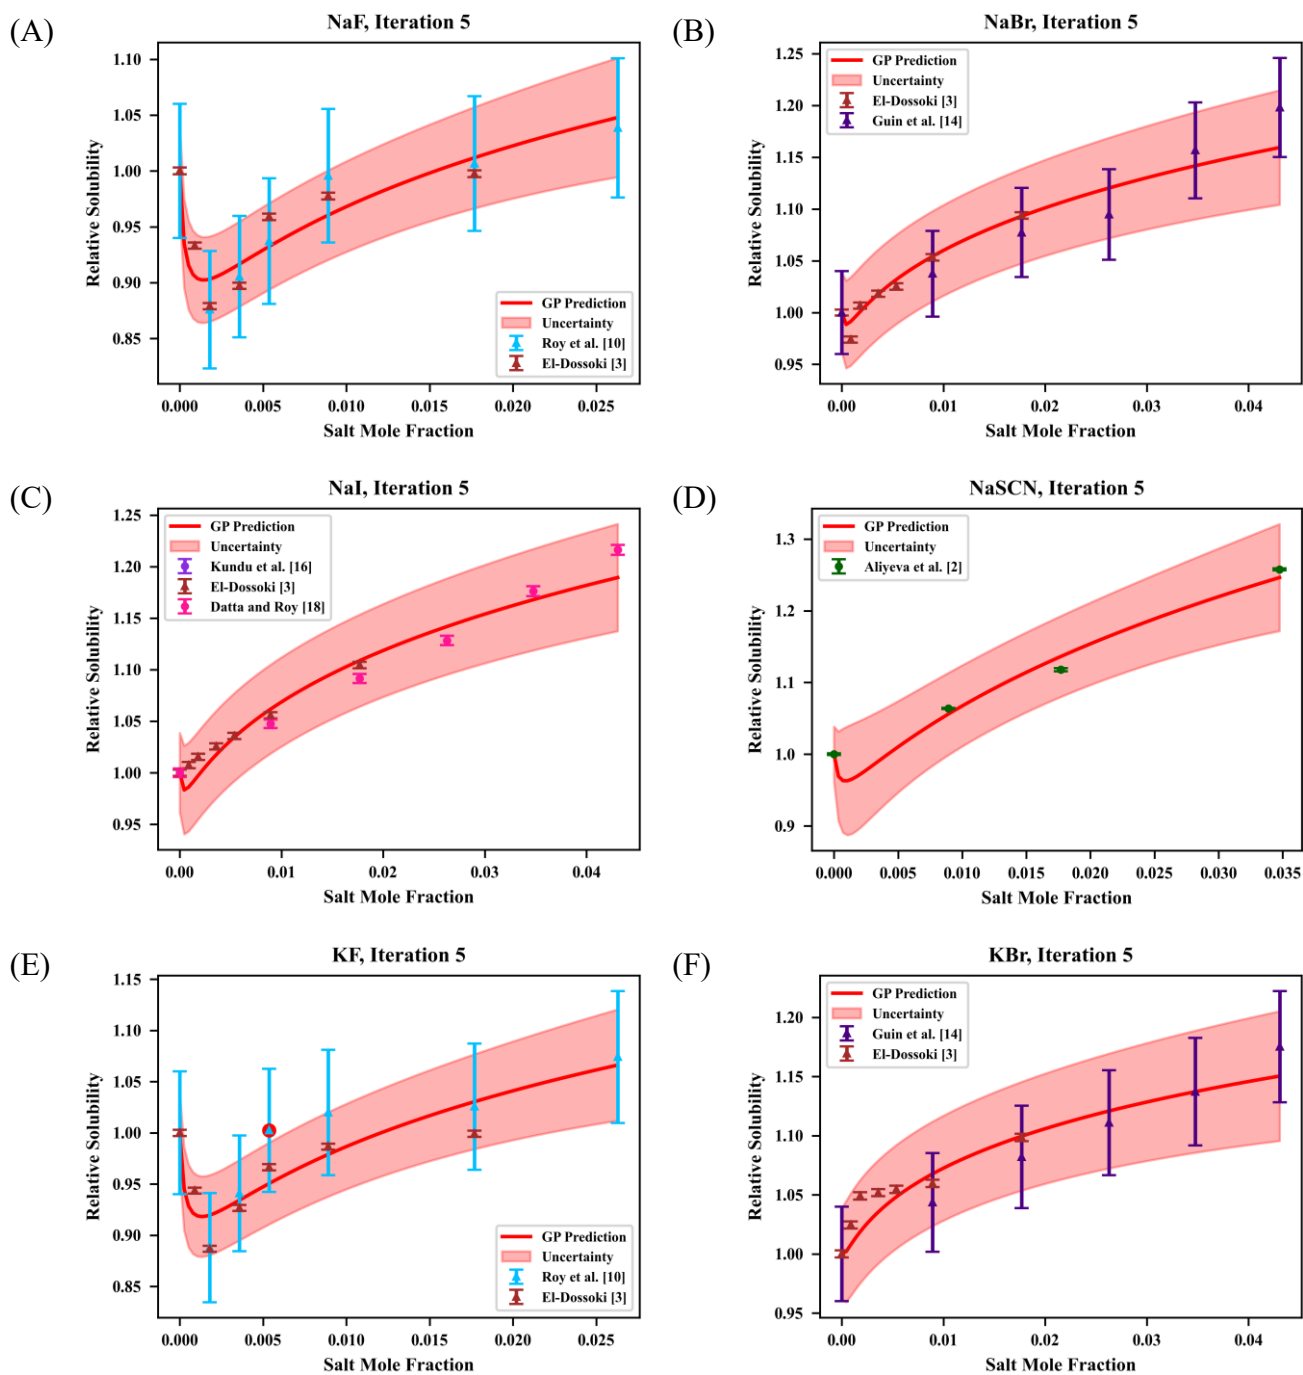 (A)
NaF, Iteration 5
Relative Solubility
1.10
1.05
1.00
0.95
0.90
0.85
GP Prediction
Uncertainty
Roy et al. [10]
El-Dossoki [3]
0.000 0.005 0.010 0.015 0.020 0.025
Salt Mole Fraction
(B)
NaBr, Iteration 5
Relative Solubility
1.25
1.20
1.15
1.10
1.05
1.00
0.95
GP Prediction
Uncertainty
El-Dossoki [3]
Guin et al. [14]
0.00 0.01 0.02 0.03 0.04
Salt Mole Fraction
(C)
NaI, Iteration 5
Relative Solubility
1.25
1.20
1.15
1.10
1.05
1.00
0.95
GP Prediction
Uncertainty
Kundu et al. [16]
El-Dossoki [3]
Datta and Roy [18]
0.00 0.01 0.02 0.03 0.04
Salt Mole Fraction
(D)
NaSCN, Iteration 5
Relative Solubility
1.3
1.2
1.1
1.0
0.9
GP Prediction
Uncertainty
Aliyeva et al. [2]
0.000 0.005 0.010 0.015 0.020 0.025 0.030 0.035
Salt Mole Fraction
(E)
KF, Iteration 5
Relative Solubility
1.15
1.10
1.05
1.00
0.95
0.90
0.85
GP Prediction
Uncertainty
Roy et al. [10]
El-Dossoki [3]
0.000 0.005 0.010 0.015 0.020 0.025
Salt Mole Fraction
(F)
KBr, Iteration 5
Relative Solubility
1.20
1.15
1.10
1.05
1.00
0.95
GP Prediction
Uncertainty
Guin et al. [14]
El-Dossoki [3]
0.00 0.01 0.02 0.03 0.04
Salt Mole Fraction